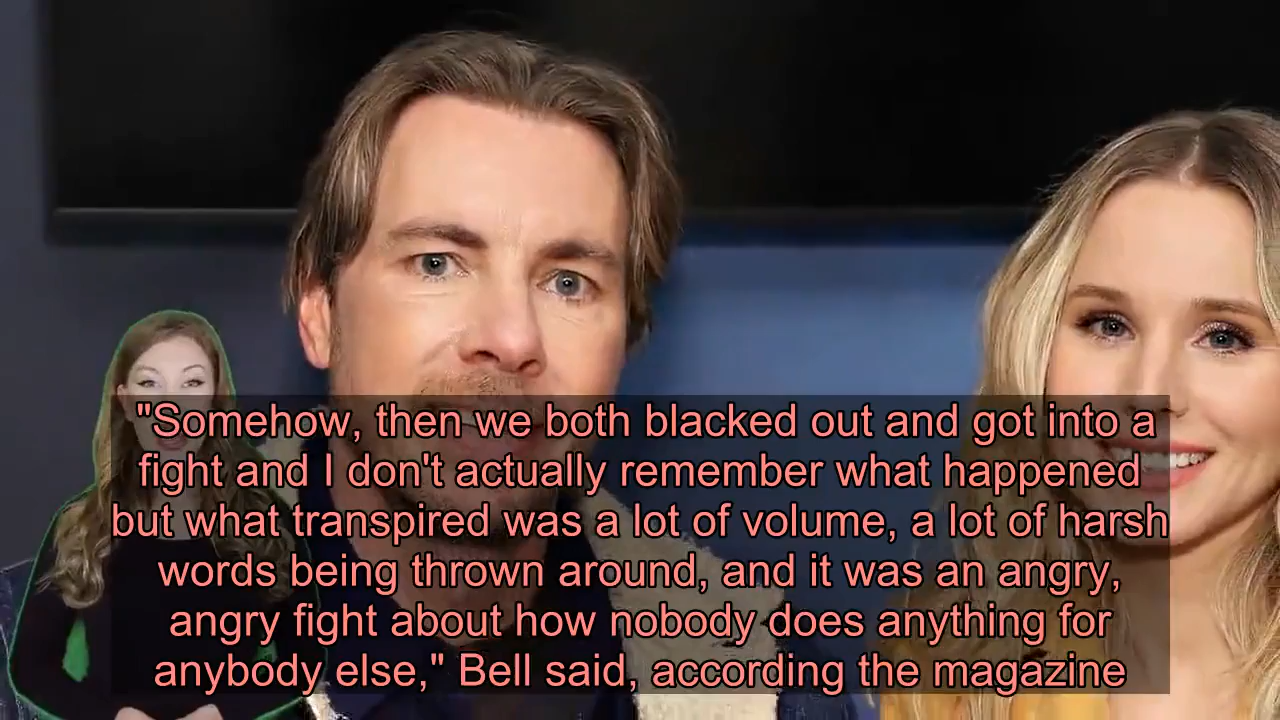 "Somehow, then we both blacked out and got into a
fight and I don't actually remember what happened
but what transpired was a lot of volume, a lot of harsh
words being thrown around, and it was an angry,
angry fight about how nobody does anything for
anybody else," Bell said, according the magazine